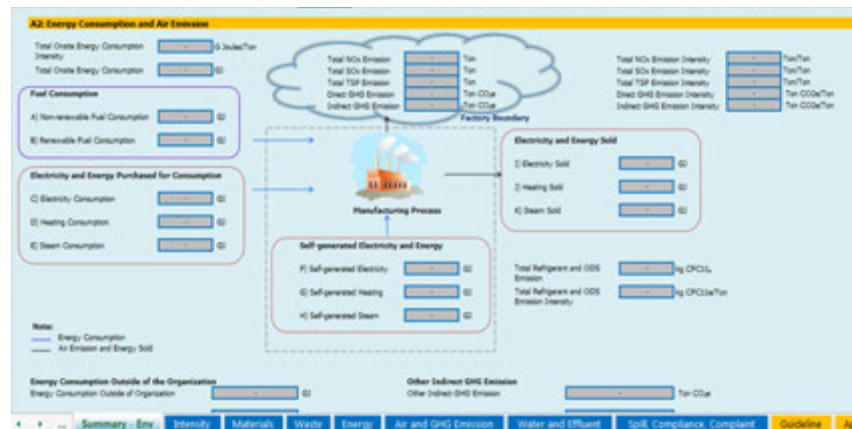 A2: Energy Consumption and Air Emission
Total Onsite Energy Consumption Intensity - G Joules/Ton
Total Onsite Energy Consumption - GJ
Total NOx Emission - Ton
Total SOx Emission - Ton
Total TSP Emission - Ton
Direct GHG Emission - Ton CO₂e
Indirect GHG Emission - Ton CO₂e
Total NOx Emission Intensity - Ton/Ton
Total SOx Emission Intensity - Ton/Ton
Total TSP Emission Intensity - Ton/Ton
Direct GHG Emission Intensity - Ton CO2e/Ton
Indirect GHG Emission Intensity - Ton CO2e/Ton
Fuel Consumption
A) Non-renewable Fuel Consumption - GJ
B) Renewable Fuel Consumption - GJ
Factory Boundary
Electricity and Energy Purchased for Consumption
C) Electricity Consumption - GJ
D) Heating Consumption - GJ
E) Steam Consumption - GJ
Manufacturing Process
Electricity and Energy Sold
I) Electricity Sold - GJ
J) Heating Sold - GJ
K) Steam Sold - GJ
Self-generated Electricity and Energy
F) Self-generated Electricity - GJ
G) Self-generated Heating - GJ
H) Self-generated Steam - GJ
Total Refrigerant and ODS Emission - kg CFC11e
Total Refrigerant and ODS Emission Intensity - kg CFC11e/Ton
Note:
Energy Consumption
Air Emission and Energy Sold
Energy Consumption Outside of the Organization
Energy Consumption Outside of Organization - GJ
Other Indirect GHG Emission
Other Indirect GHG Emission - Ton CO₂e
... Summary - Env Intensity Materials Waste Energy Air and GHG Emission Water and Effluent Spill, Compliance, Complaint Guideline Ap